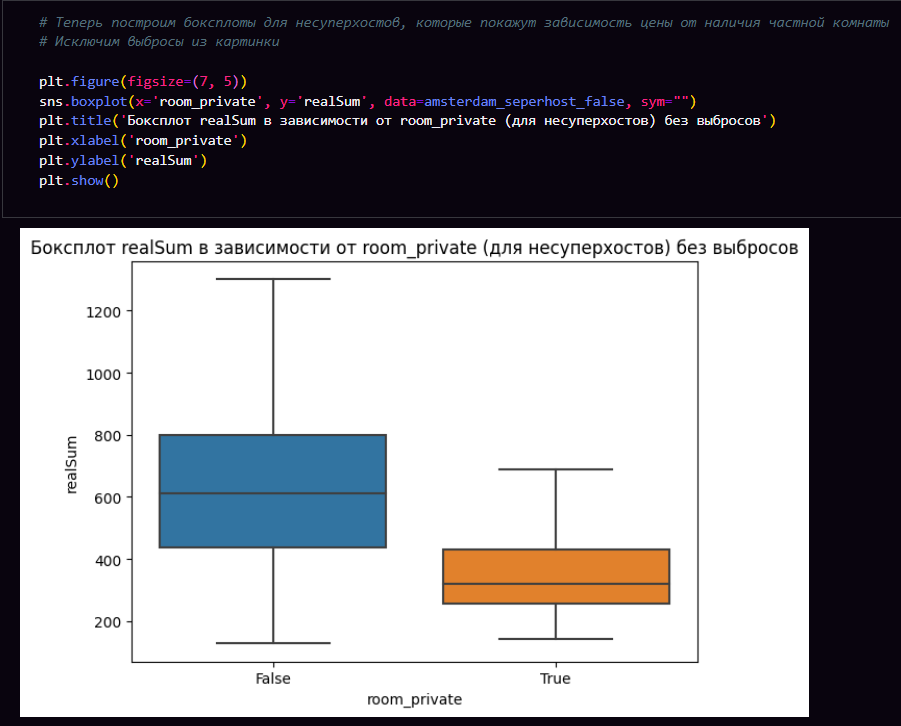 # Теперь построим боксплоты для несуперхостов, которые покажут зависимость цены от наличия частной комнаты
# Исключим выбросы из картинки
plt.figure(figsize=(7, 5))
sns.boxplot(x='room_private', y='realSum', data=amsterdam_seperhost_false, sym="")
plt.title('Боксплот realSum в зависимости от room_private (для несуперхостов) без выбросов')
plt.xlabel('room_private')
plt.ylabel('realSum')
plt.show()
Боксплот realSum в зависимости от room_private (для несуперхостов) без выбросов
1200
1000
800
600
400
200
realSum
False True
room_private